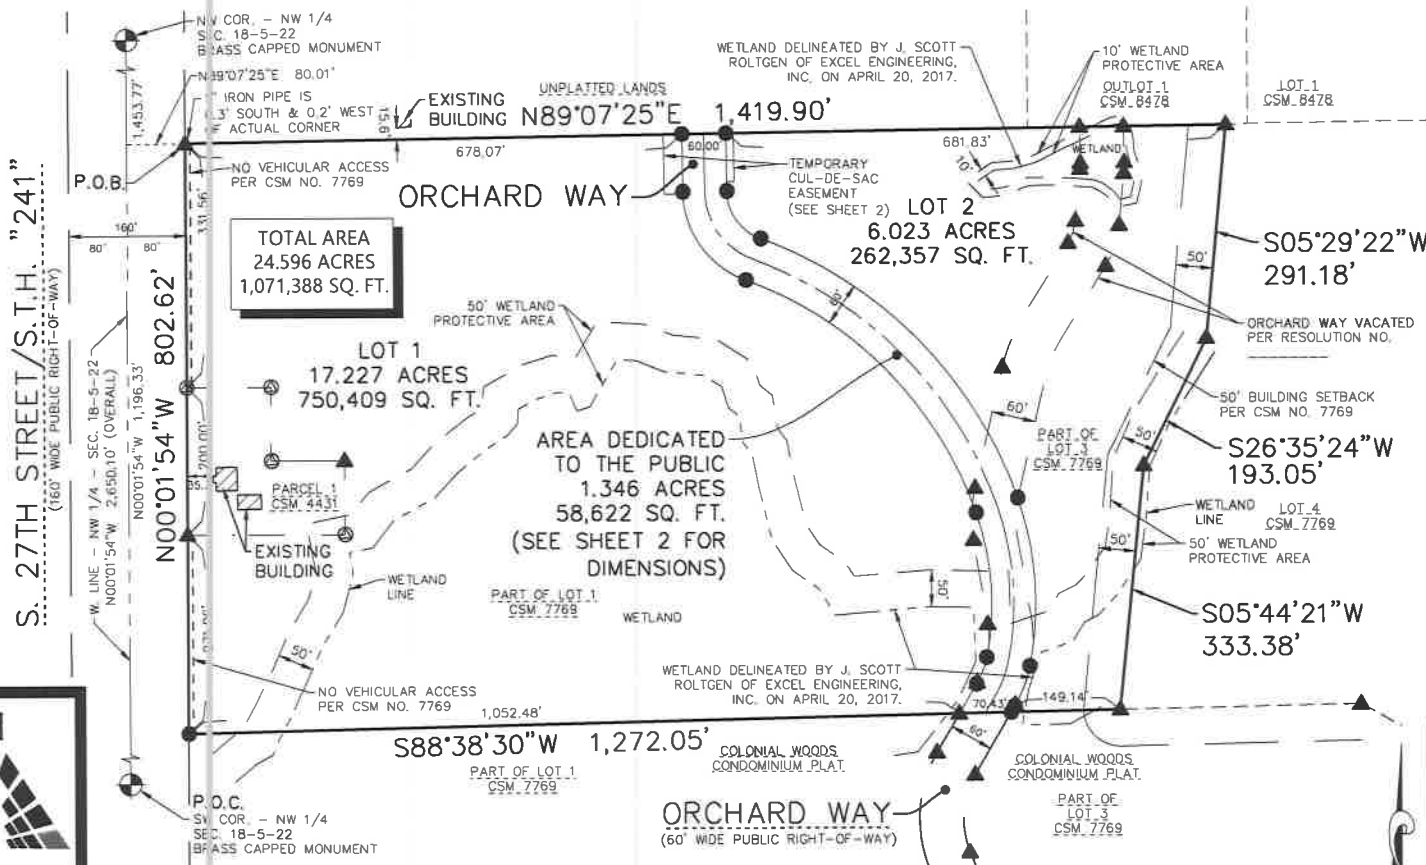 NW COR. - NW 1/4
SEC. 18-5-22
BRASS CAPPED MONUMENT
N89°07'25"E 80.01'
IRON PIPE IS
SOUTH & 0.2' WEST
ACTUAL CORNER
1,453.77'
15.6'
EXISTING
BUILDING
UNPLATTED LANDS
N89°07'25"E 1,419.90'
678.07'
60.00'
681.83'
WETLAND DELINEATED BY J. SCOTT
ROLTGEN OF EXCEL ENGINEERING,
INC. ON APRIL 20, 2017.
10' WETLAND
PROTECTIVE AREA
OUTLOT 1
CSM 8478
LOT 1
CSM 8478
WETLAND
10'
P.O.B.
NO VEHICULAR ACCESS
PER CSM NO. 7769
ORCHARD WAY
TEMPORARY
CUL-DE-SAC
EASEMENT
(SEE SHEET 2)
LOT 2
6.023 ACRES
262,357 SQ. FT.
S. 27TH STREET/S.T.H. "241"
(160' WIDE PUBLIC RIGHT-OF-WAY)
160'
80'
80'
331.56'
TOTAL AREA
24.596 ACRES
1,071,388 SQ. FT.
S05°29'22"W
291.18'
50'
ORCHARD WAY VACATED
PER RESOLUTION NO.
50' WETLAND
PROTECTIVE AREA
60'
W. LINE - NW 1/4 - SEC. 18-5-22
N00°01'54"W 2,650.10' (OVERALL)
N00°01'54"W 1,196.33'
N00°01'54"W 802.62'
LOT 1
17.227 ACRES
750,409 SQ. FT.
50' BUILDING SETBACK
PER CSM NO. 7769
200.00'
AREA DEDICATED
TO THE PUBLIC
1.346 ACRES
58,622 SQ. FT.
(SEE SHEET 2 FOR
DIMENSIONS)
60'
PART OF
LOT 3
CSM 7769
50'
S26°35'24"W
193.05'
PARCEL 1
CSM 4431
EXISTING
BUILDING
WETLAND
LINE
LOT 4
CSM 7769
50'
50' WETLAND
PROTECTIVE AREA
WETLAND
LINE
PART OF LOT 1
CSM 7769
WETLAND
50'
S05°44'21"W
333.38'
50'
WETLAND DELINEATED BY J. SCOTT
ROLTGEN OF EXCEL ENGINEERING,
INC. ON APRIL 20, 2017.
NO VEHICULAR ACCESS
PER CSM NO. 7769
1,052.48'
70.43'
149.14'
S88°38'30"W 1,272.05'
PART OF LOT 1
CSM 7769
COLONIAL WOODS
CONDOMINIUM PLAT
60'
COLONIAL WOODS
CONDOMINIUM PLAT
PART OF
LOT 3
CSM 7769
P.O.C.
SW COR. - NW 1/4
SEC. 18-5-22
BRASS CAPPED MONUMENT
ORCHARD WAY
(60' WIDE PUBLIC RIGHT-OF-WAY)